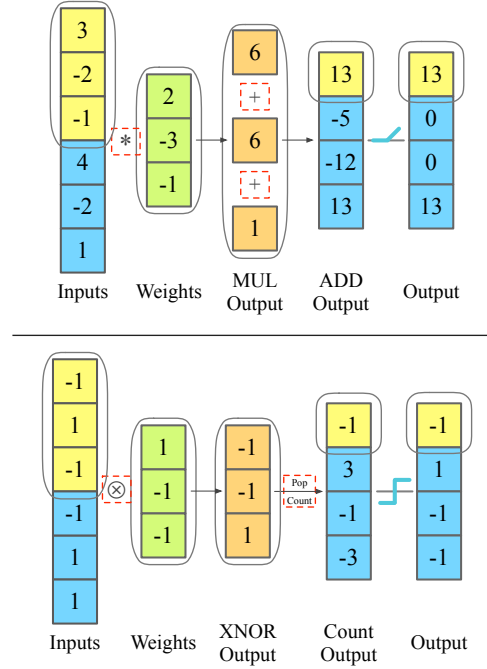 3
-2
-1
4
-2
1
*
2
-3
-1
6
+
6
+
1
13
-5
-12
13
13
0
0
13
Inputs
Weights
MUL
Output
ADD
Output
Output
-1
1
-1
-1
1
1
⊗
1
-1
-1
-1
-1
1
Pop
Count
-1
3
-1
-3
-1
1
-1
-1
Inputs
Weights
XNOR
Output
Count
Output
Output